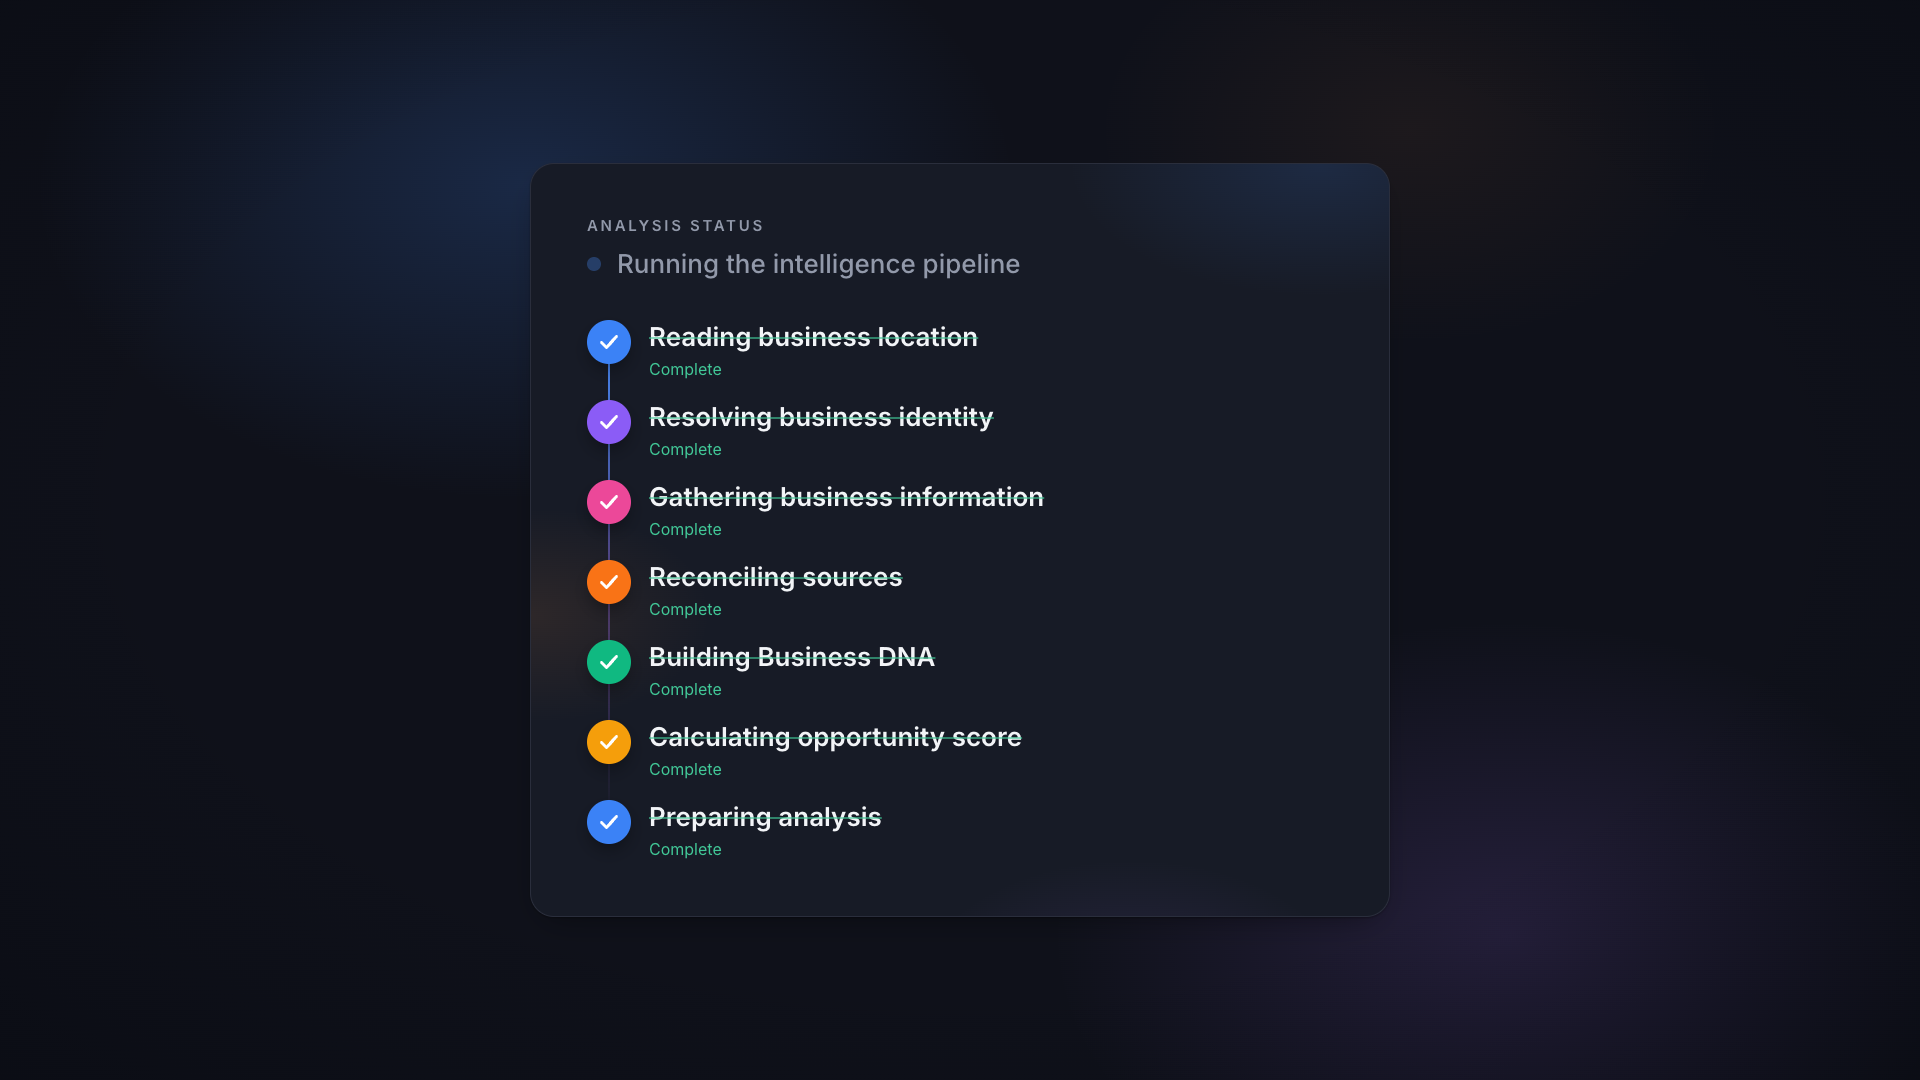 ANALYSIS STATUS
Running the intelligence pipeline
Reading business location
Complete
Resolving business identity
Complete
Gathering business information
Complete
Reconciling sources
Complete
Building Business DNA
Complete
Calculating opportunity score
Complete
Preparing analysis
Complete